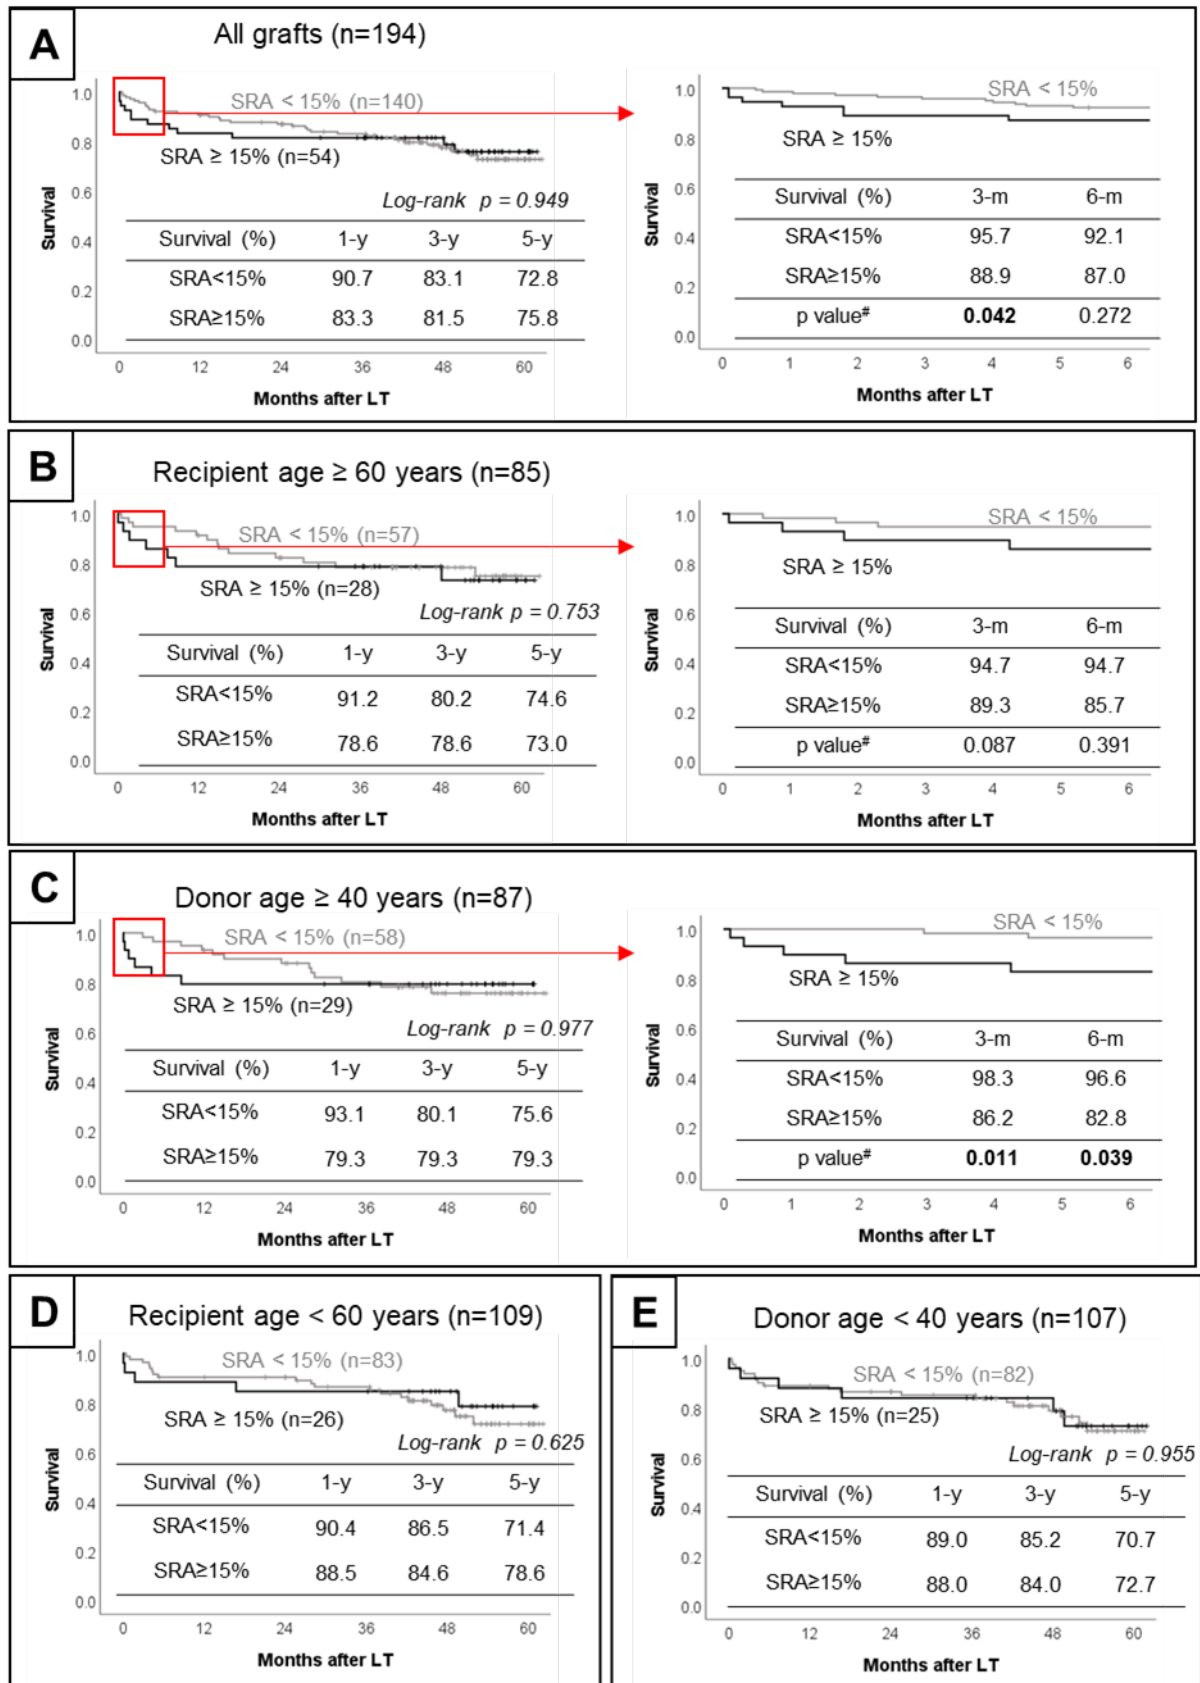 A
All grafts (n=194)
1.0
0.8
0.6
0.4
0.2
0.0
Survival
SRA < 15% (n=140)
SRA ≥ 15% (n=54)
Log-rank p = 0.949
Survival (%) 1-y 3-y 5-y
SRA<15% 90.7 83.1 72.8
SRA≥15% 83.3 81.5 75.8
0 12 24 36 48 60
Months after LT
1.0
0.8
0.6
0.4
0.2
0.0
Survival
SRA < 15%
SRA ≥ 15%
Survival (%) 3-m 6-m
SRA<15% 95.7 92.1
SRA≥15% 88.9 87.0
p value# 0.042 0.272
0 1 2 3 4 5 6
Months after LT
B
Recipient age ≥ 60 years (n=85)
1.0
0.8
0.6
0.4
0.2
0.0
Survival
SRA < 15% (n=57)
SRA ≥ 15% (n=28)
Log-rank p = 0.753
Survival (%) 1-y 3-y 5-y
SRA<15% 91.2 80.2 74.6
SRA≥15% 78.6 78.6 73.0
0 12 24 36 48 60
Months after LT
1.0
0.8
0.6
0.4
0.2
0.0
Survival
SRA < 15%
SRA ≥ 15%
Survival (%) 3-m 6-m
SRA<15% 94.7 94.7
SRA≥15% 89.3 85.7
p value# 0.087 0.391
0 1 2 3 4 5 6
Months after LT
C
Donor age ≥ 40 years (n=87)
1.0
0.8
0.6
0.4
0.2
0.0
Survival
SRA < 15% (n=58)
SRA ≥ 15% (n=29)
Log-rank p = 0.977
Survival (%) 1-y 3-y 5-y
SRA<15% 93.1 80.1 75.6
SRA≥15% 79.3 79.3 79.3
0 12 24 36 48 60
Months after LT
1.0
0.8
0.6
0.4
0.2
0.0
Survival
SRA < 15%
SRA ≥ 15%
Survival (%) 3-m 6-m
SRA<15% 98.3 96.6
SRA≥15% 86.2 82.8
p value# 0.011 0.039
0 1 2 3 4 5 6
Months after LT
D
Recipient age < 60 years (n=109)
1.0
0.8
0.6
0.4
0.2
0.0
Survival
SRA < 15% (n=83)
SRA ≥ 15% (n=26)
Log-rank p = 0.625
Survival (%) 1-y 3-y 5-y
SRA<15% 90.4 86.5 71.4
SRA≥15% 88.5 84.6 78.6
0 12 24 36 48 60
Months after LT
E
Donor age < 40 years (n=107)
1.0
0.8
0.6
0.4
0.2
0.0
Survival
SRA < 15% (n=82)
SRA ≥ 15% (n=25)
Log-rank p = 0.955
Survival (%) 1-y 3-y 5-y
SRA<15% 89.0 85.2 70.7
SRA≥15% 88.0 84.0 72.7
0 12 24 36 48 60
Months after LT